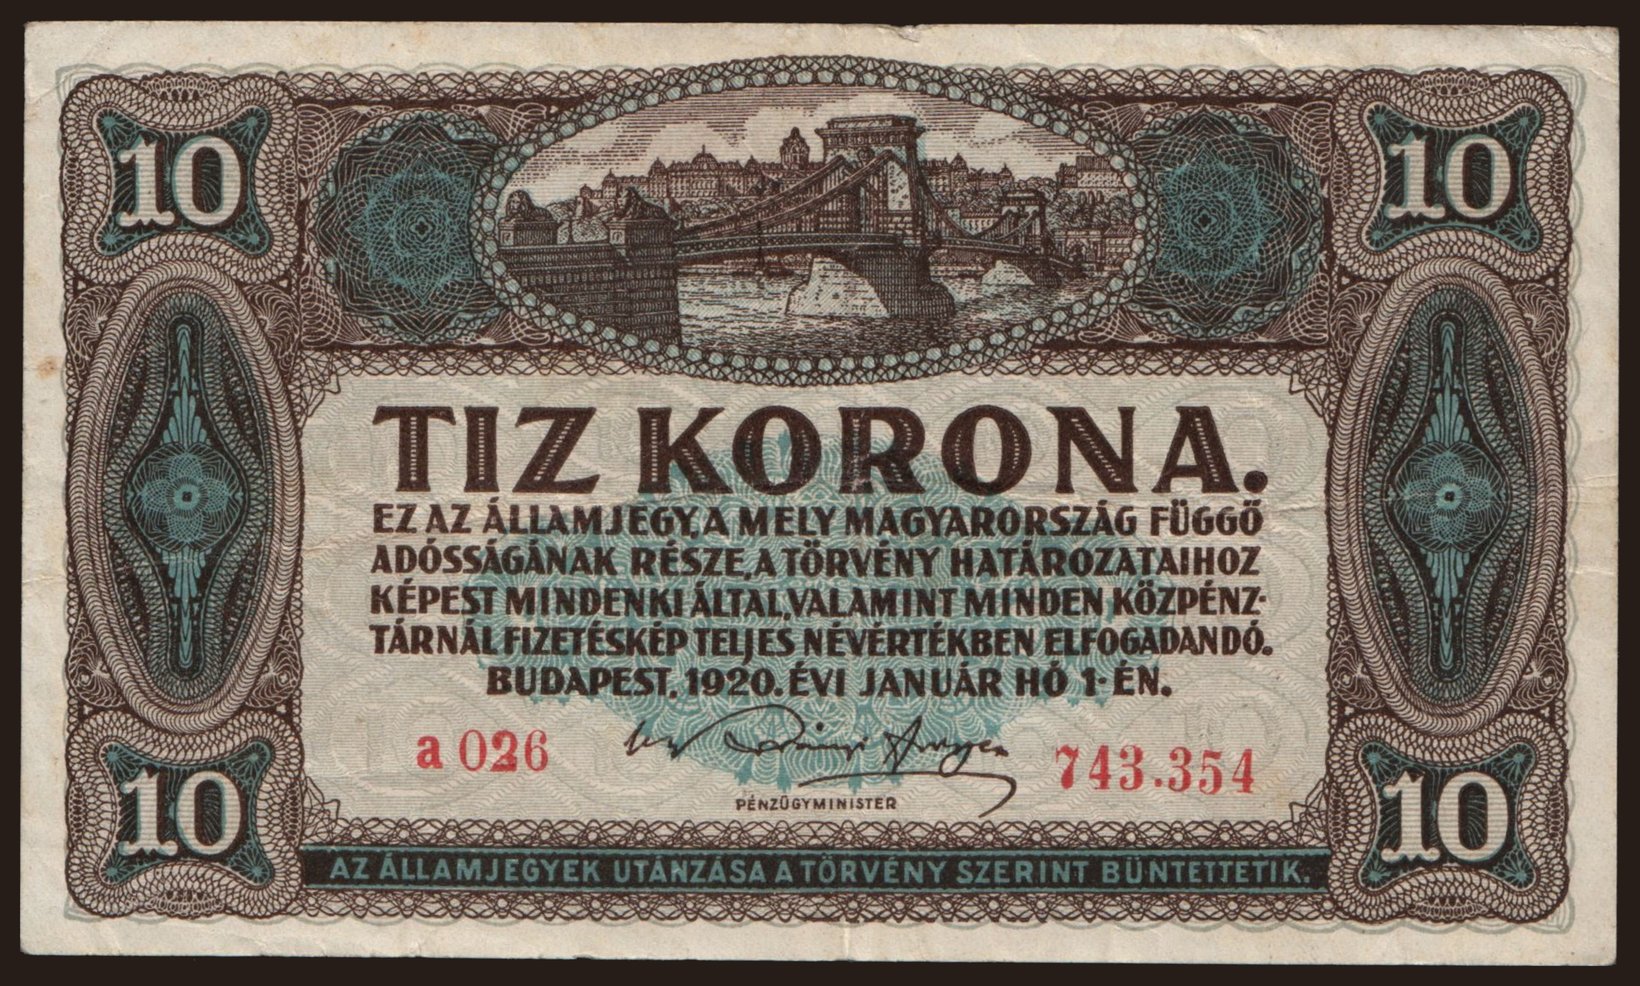 10
10
TIZ KORONA.
EZ AZ ÁLLAMJEGY, A MELY MAGYARORSZÁG FÜGGŐ
ADÓSSÁGÁNAK RÉSZE, A TÖRVÉNY HATÁROZATAIHOZ
KÉPEST MINDENKI ÁLTAL, VALAMINT MINDEN KÖZPÉNZ-
TÁRNÁL FIZETÉSKÉP TELJES NÉVÉRTÉKBEN ELFOGADANDÓ.
BUDAPEST, 1920. ÉVI JANUÁR HÓ 1-ÉN.
a 026
743.354
PÉNZÜGYMINISTER
10
10
AZ ÁLLAMJEGYEK UTÁNZÁSA A TÖRVÉNY SZERINT BÜNTETTETIK.